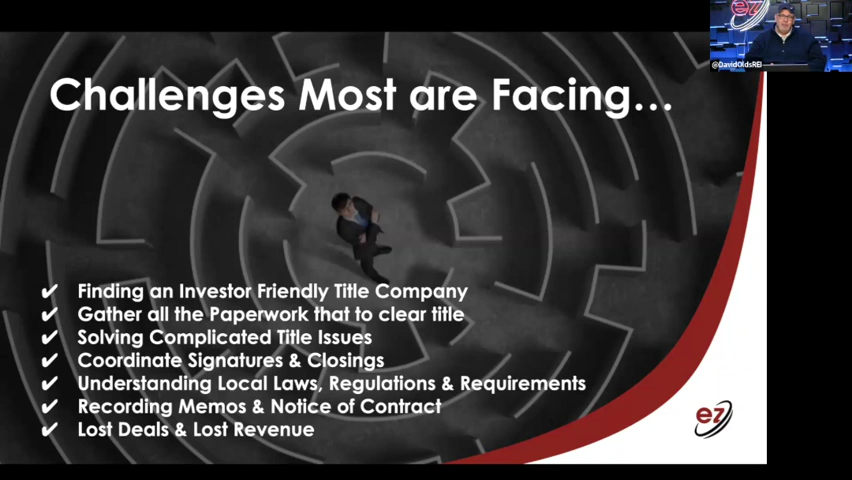 ez
@DavidOldsREI
Challenges Most are Facing...
✔ Finding an Investor Friendly Title Company
✔ Gather all the Paperwork that to clear title
✔ Solving Complicated Title Issues
✔ Coordinate Signatures & Closings
✔ Understanding Local Laws, Regulations & Requirements
✔ Recording Memos & Notice of Contract
✔ Lost Deals & Lost Revenue
ez